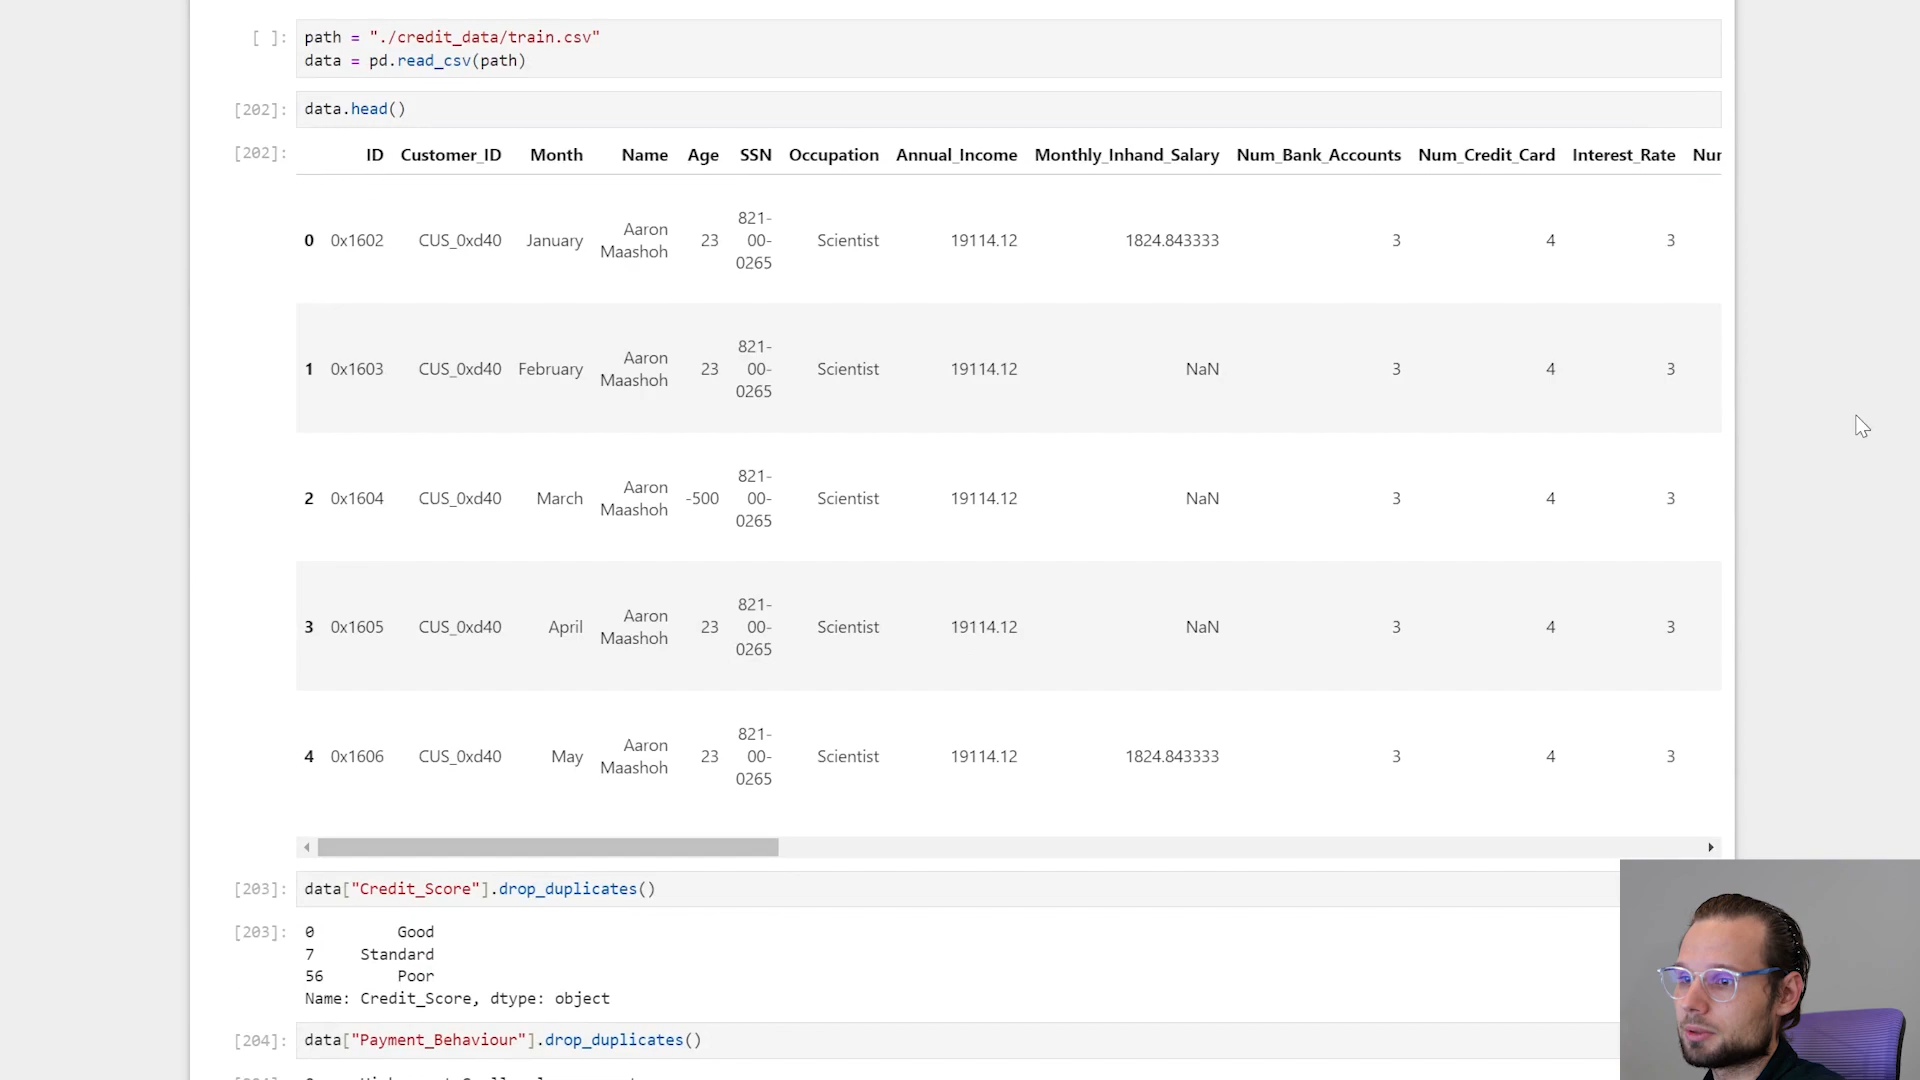 [ ]: path = "./credit_data/train.csv"
data = pd.read_csv(path)
[202]: data.head()
[202]: ID Customer_ID Month Name Age SSN Occupation Annual_Income Monthly_Inhand_Salary Num_Bank_Accounts Num_Credit_Card Interest_Rate Nur
0 0x1602 CUS_0xd40 January Aaron Maashoh 23 821-00-0265 Scientist 19114.12 1824.843333 3 4 3
1 0x1603 CUS_0xd40 February Aaron Maashoh 23 821-00-0265 Scientist 19114.12 NaN 3 4 3
2 0x1604 CUS_0xd40 March Aaron Maashoh -500 821-00-0265 Scientist 19114.12 NaN 3 4 3
3 0x1605 CUS_0xd40 April Aaron Maashoh 23 821-00-0265 Scientist 19114.12 NaN 3 4 3
4 0x1606 CUS_0xd40 May Aaron Maashoh 23 821-00-0265 Scientist 19114.12 1824.843333 3 4 3
[203]: data["Credit_Score"].drop_duplicates()
[203]: 0 Good
7 Standard
56 Poor
Name: Credit_Score, dtype: object
[204]: data["Payment_Behaviour"].drop_duplicates()